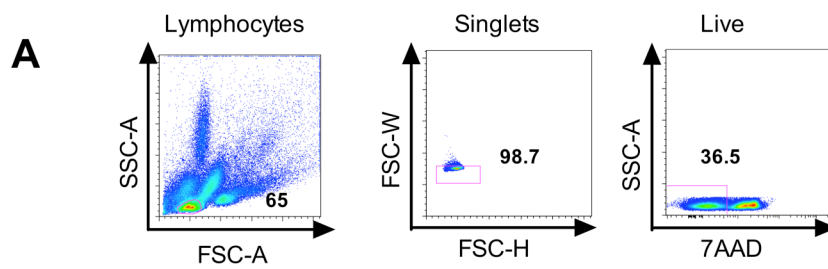 A
Lymphocytes
SSC-A
65
FSC-A
Singlets
FSC-W
98.7
FSC-H
Live
SSC-A
36.5
7AAD